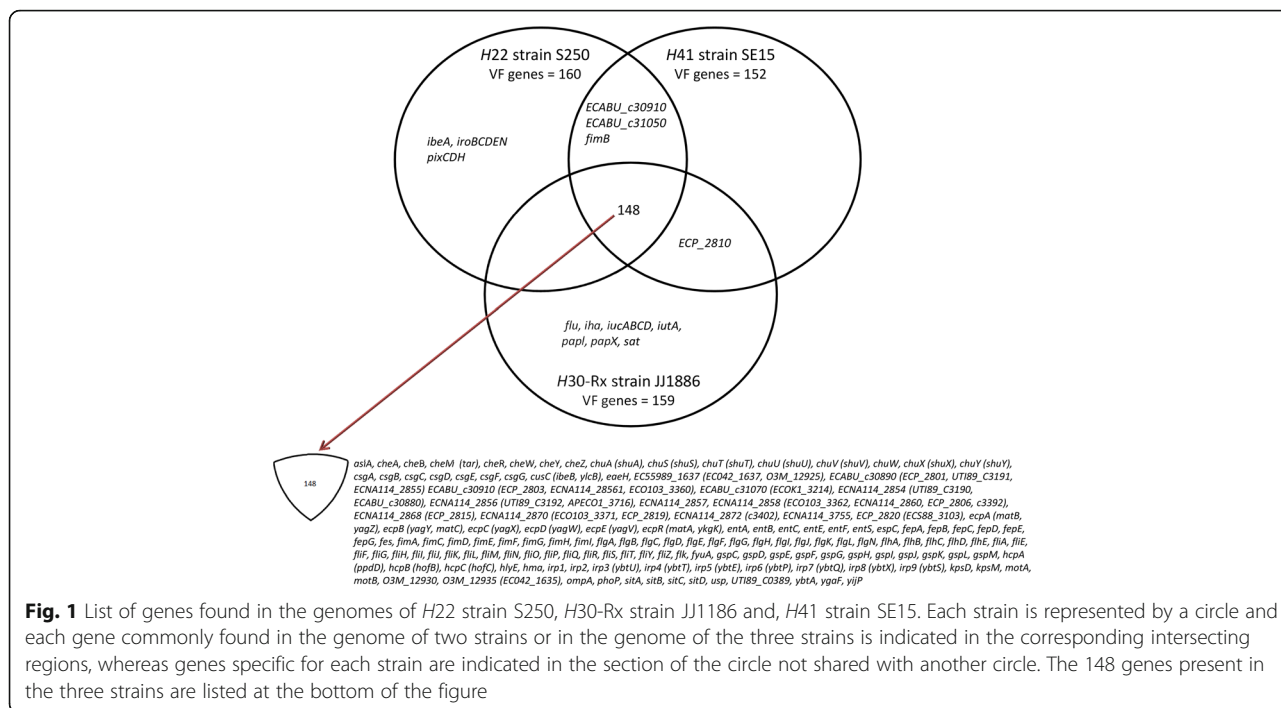 H22 strain S250
VF genes = 160
H41 strain SE15
VF genes = 152
ECABU_c30910
ECABU_c31050
fimB
ibeA, iroBCDEN
pixCDH
148
ECP_2810
flu, iha, iucABCD, iutA,
papI, papX, sat
H30-Rx strain JJ1886
VF genes = 159
148
aslA, cheA, cheB, cheM (tar), cheR, cheW, cheY, cheZ, chuA (shuA), chuS (shuS), chuT (shuT), chuU (shuU), chuV (shuV), chuW, chuX (shuX), chuY (shuY),
csgA, csgB, csgC, csgD, csgE, csgF, csgG, cusC (ibeB, ylcB), eaeH, EC55989_1637 (EC042_1637, O3M_12925), ECABU_c30890 (ECP_2801, UTI89_C3191,
ECNA114_2855) ECABU_c30910 (ECP_2803, ECNA114_28561, ECO103_3360), ECABU_c31070 (ECOK1_3214), ECNA114_2854 (UTI89_C3190,
ECABU_c30880), ECNA114_2856 (UTI89_C3192, APECO1_3716), ECNA114_2857, ECNA114_2858 (ECO103_3362, ECNA114_2860, ECP_2806, c3392),
ECNA114_2868 (ECP_2815), ECNA114_2870 (ECO103_3371, ECP_2819), ECNA114_2872 (c3402), ECNA114_3755, ECP_2820 (ECS88_3103), ecpA (matB,
yagZ), ecpB (yagY, matC), ecpC (yagX), ecpD (yagW), ecpE (yagV), ecpR (matA, ykgK), entA, entB, entC, entE, entF, entS, espC, fepA, fepB, fepC, fepD, fepE,
fepG, fes, fimA, fimC, fimD, fimE, fimF, fimG, fimH, fimI, flgA, flgB, flgC, flgD, flgE, flgF, flgG, flgH, flgI, flgJ, flgK, flgL, flgN, flhA, flhB, flhC, flhD, flhE, fliA, fliE,
fliF, fliG, fliH, fliI, fliJ, fliK, fliL, fliM, fliN, fliO, fliP, fliQ, fliR, fliS, fliT, fliY, fliZ, flk, fyuA, gspC, gspD, gspE, gspF, gspG, gspH, gspI, gspJ, gspK, gspL, gspM, hcpA
(ppdD), hcpB (hofB), hcpC (hofC), hlyE, hma, irp1, irp2, irp3 (ybtU), irp4 (ybtT), irp5 (ybtE), irp6 (ybtP), irp7 (ybtQ), irp8 (ybtX), irp9 (ybtS), kpsD, kpsM, motA,
motB, O3M_12930, O3M_12935 (EC042_1635), ompA, phoP, sitA, sitB, sitC, sitD, usp, UTI89_C0389, ybtA, ygaF, yijP
Fig. 1 List of genes found in the genomes of H22 strain S250, H30-Rx strain JJ1186 and, H41 strain SE15. Each strain is represented by a circle and
each gene commonly found in the genome of two strains or in the genome of the three strains is indicated in the corresponding intersecting
regions, whereas genes specific for each strain are indicated in the section of the circle not shared with another circle. The 148 genes present in
the three strains are listed at the bottom of the figure